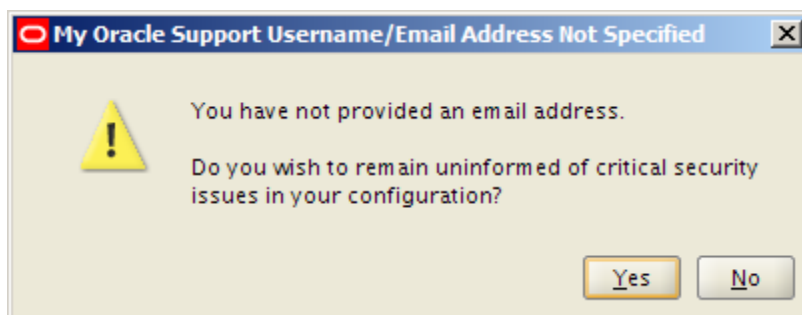 My Oracle Support Username/Email Address Not Specified
You have not provided an email address.
Do you wish to remain uninformed of critical security
issues in your configuration?
Yes No